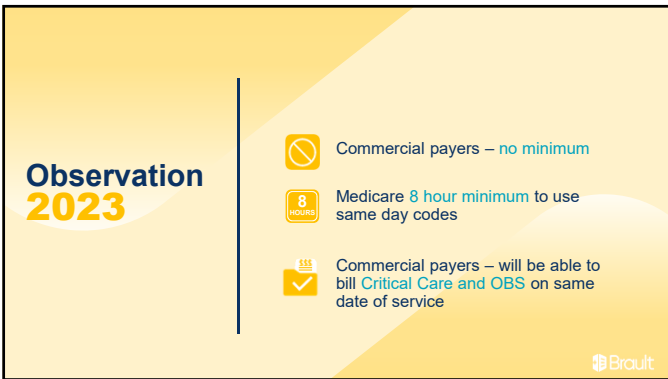 Observation
2023
Commercial payers – no minimum
8
HOURS
Medicare 8 hour minimum to use
same day codes
$$$
Commercial payers – will be able to
bill Critical Care and OBS on same
date of service
Brault